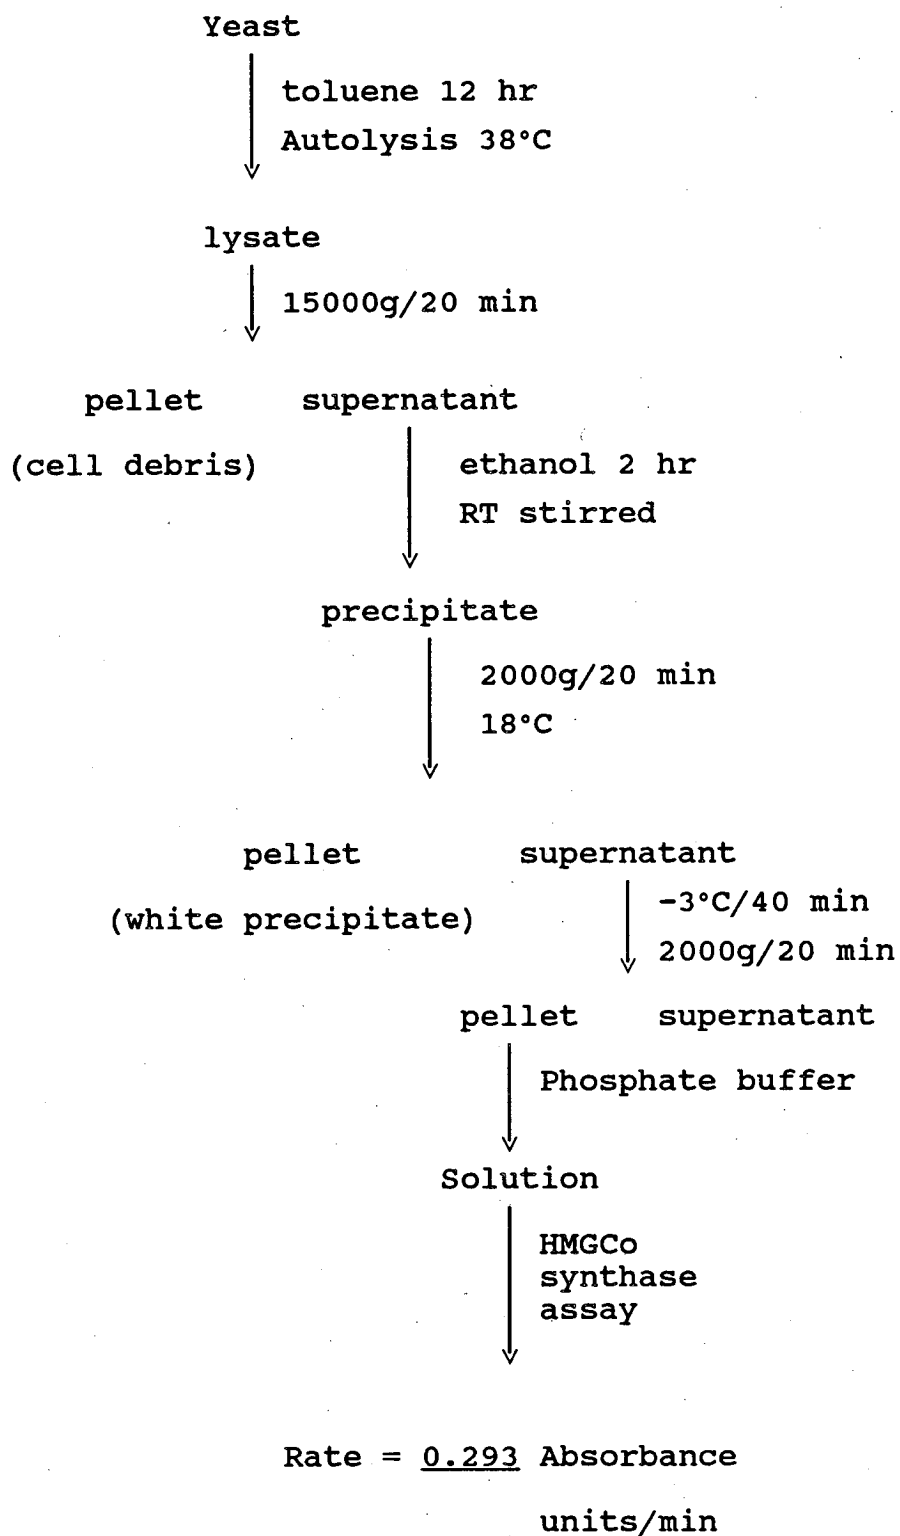 Yeast
toluene 12 hr
Autolysis 38°C
lysate
15000g/20 min
pellet supernatant
(cell debris) ethanol 2 hr
RT stirred
precipitate
2000g/20 min
18°C
pellet supernatant
-3°C/40 min
(white precipitate)
2000g/20 min
pellet supernatant
Phosphate buffer
Solution
HMGCo
synthase
assay
Rate = 0.293 Absorbance
units/min